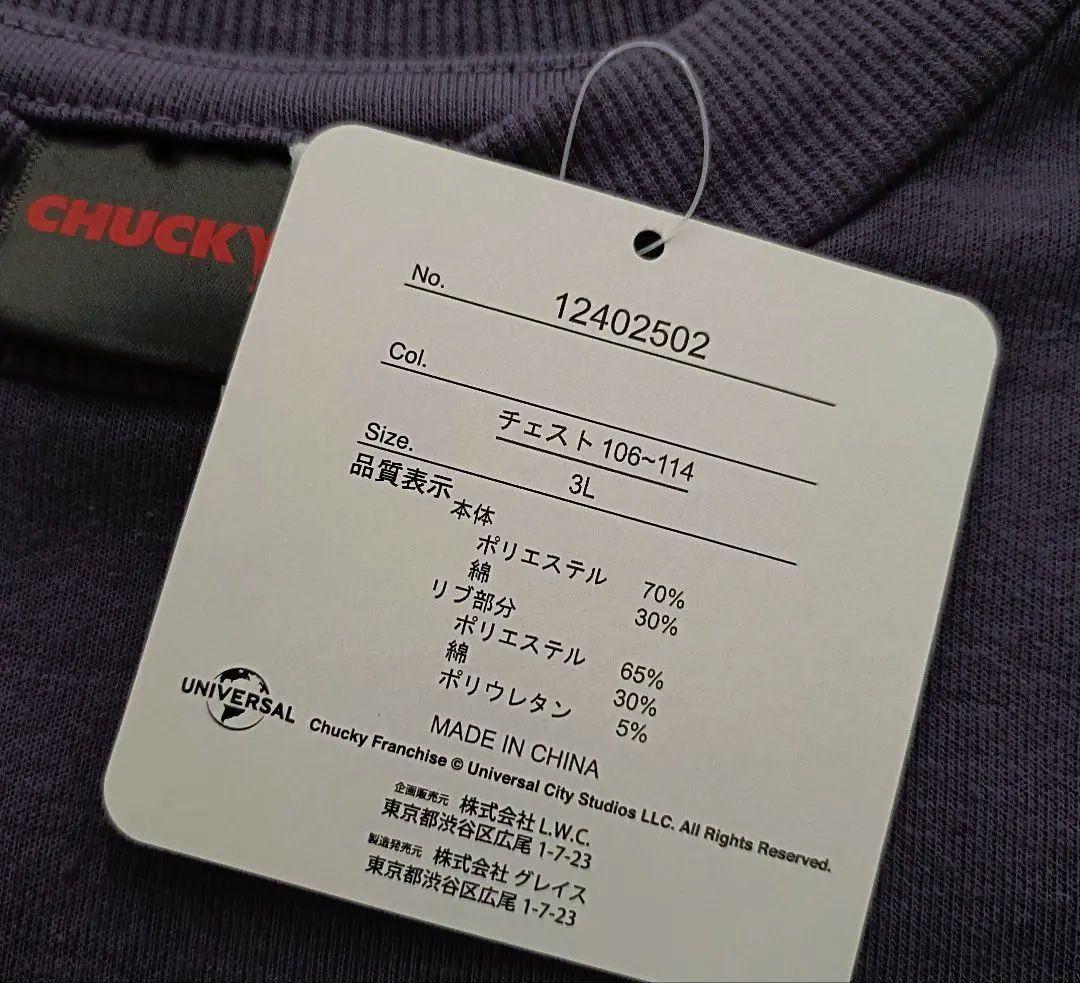 CHUCKY
No.
12402502
Col.
チェスト 106~114
Size.
3L
品質表示
本体
ポリエステル 70%
綿 30%
リブ部分
ポリエステル 65%
綿 30%
ポリウレタン 5%
MADE IN CHINA
UNIVERSAL
Chucky Franchise © Universal City Studios LLC. All Rights Reserved.
企画販売元 株式会社 L.W.C.
東京都渋谷区広尾 1-7-23
製造発売元 株式会社 グレイス
東京都渋谷区広尾 1-7-23